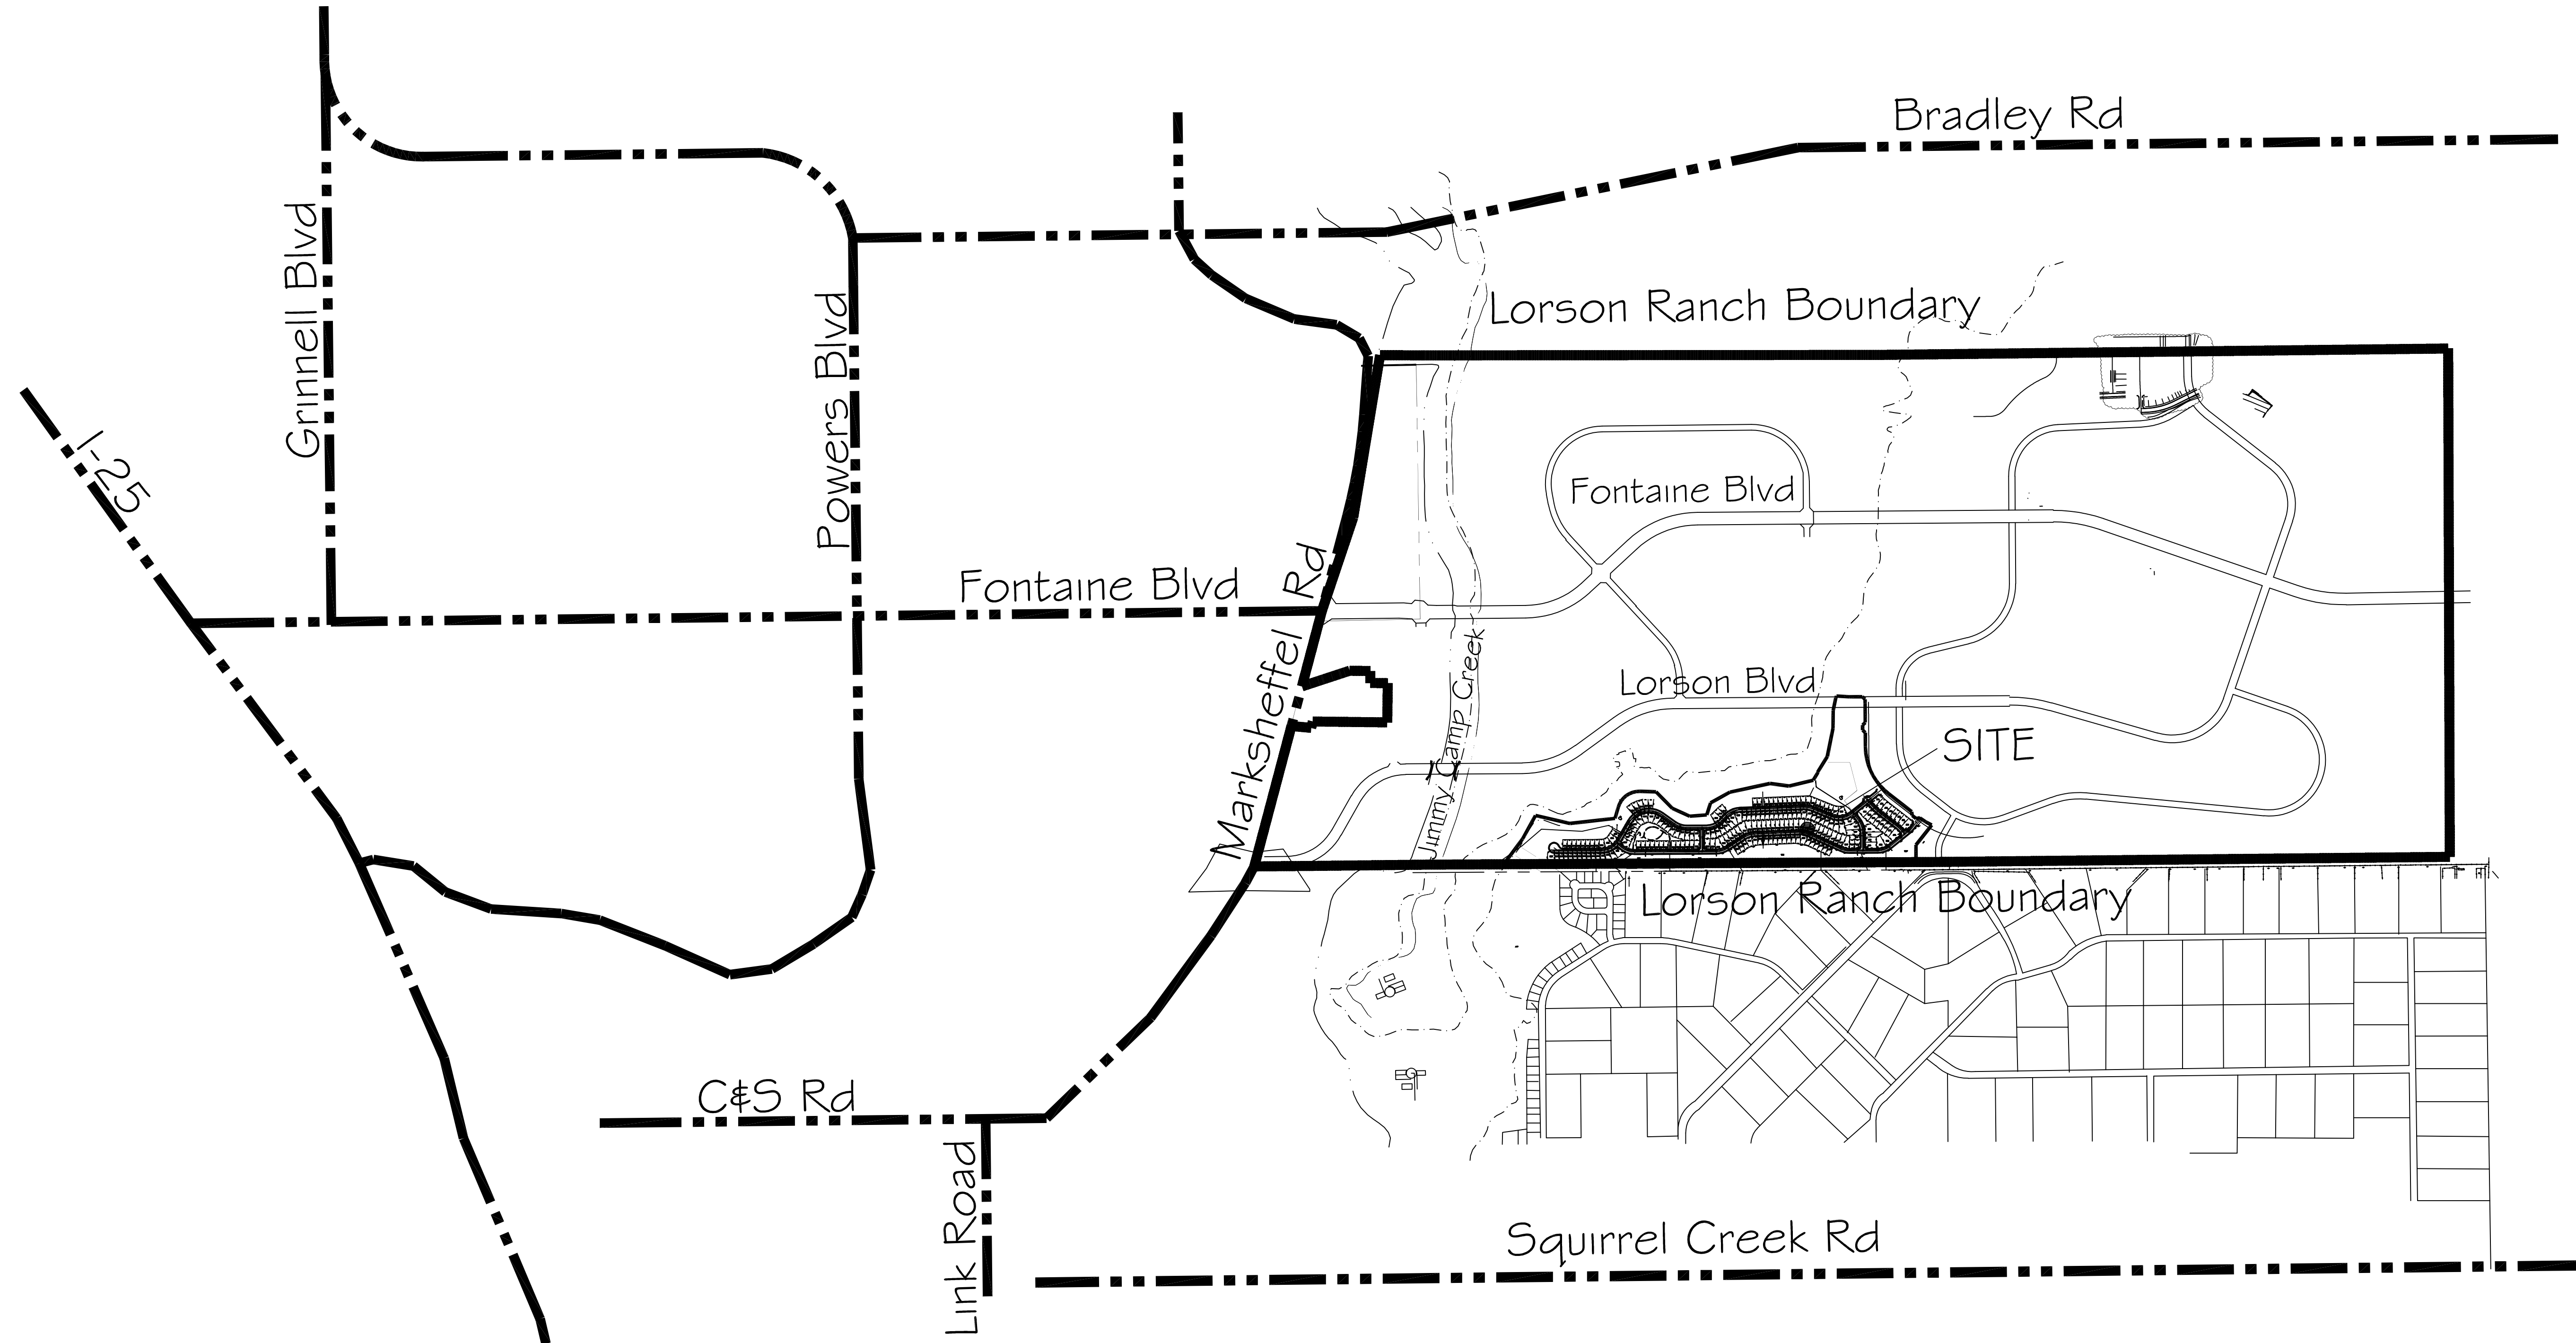 Bradley Rd
Grinnell Blvd
Lorson Ranch Boundary
Powers Blvd
I-25
Fontaine Blvd
Fontaine Blvd
Marksheffel Rd
Jimmy Camp Creek
Lorson Blvd
SITE
Lorson Ranch Boundary
C&S Rd
Link Road
Squirrel Creek Rd